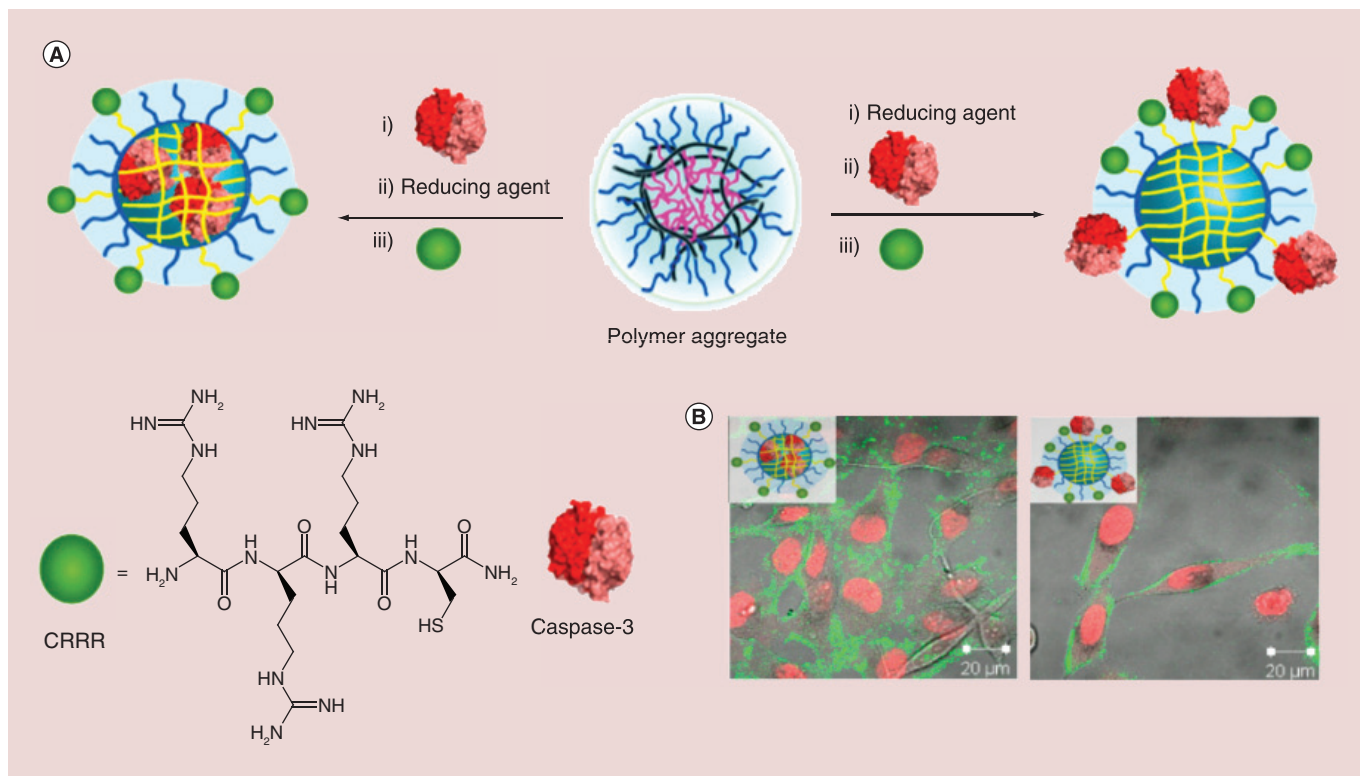 A
i)
ii) Reducing agent
iii)
Polymer aggregate
i) Reducing agent
ii)
iii)
NH2
HN
NH
NH2
HN
NH
H2N
H
N
O
O
N
H
H
N
O
O
NH2
HS
HN
NH
H2N
=
CRRR
Caspase-3
B
20 µm
20 µm